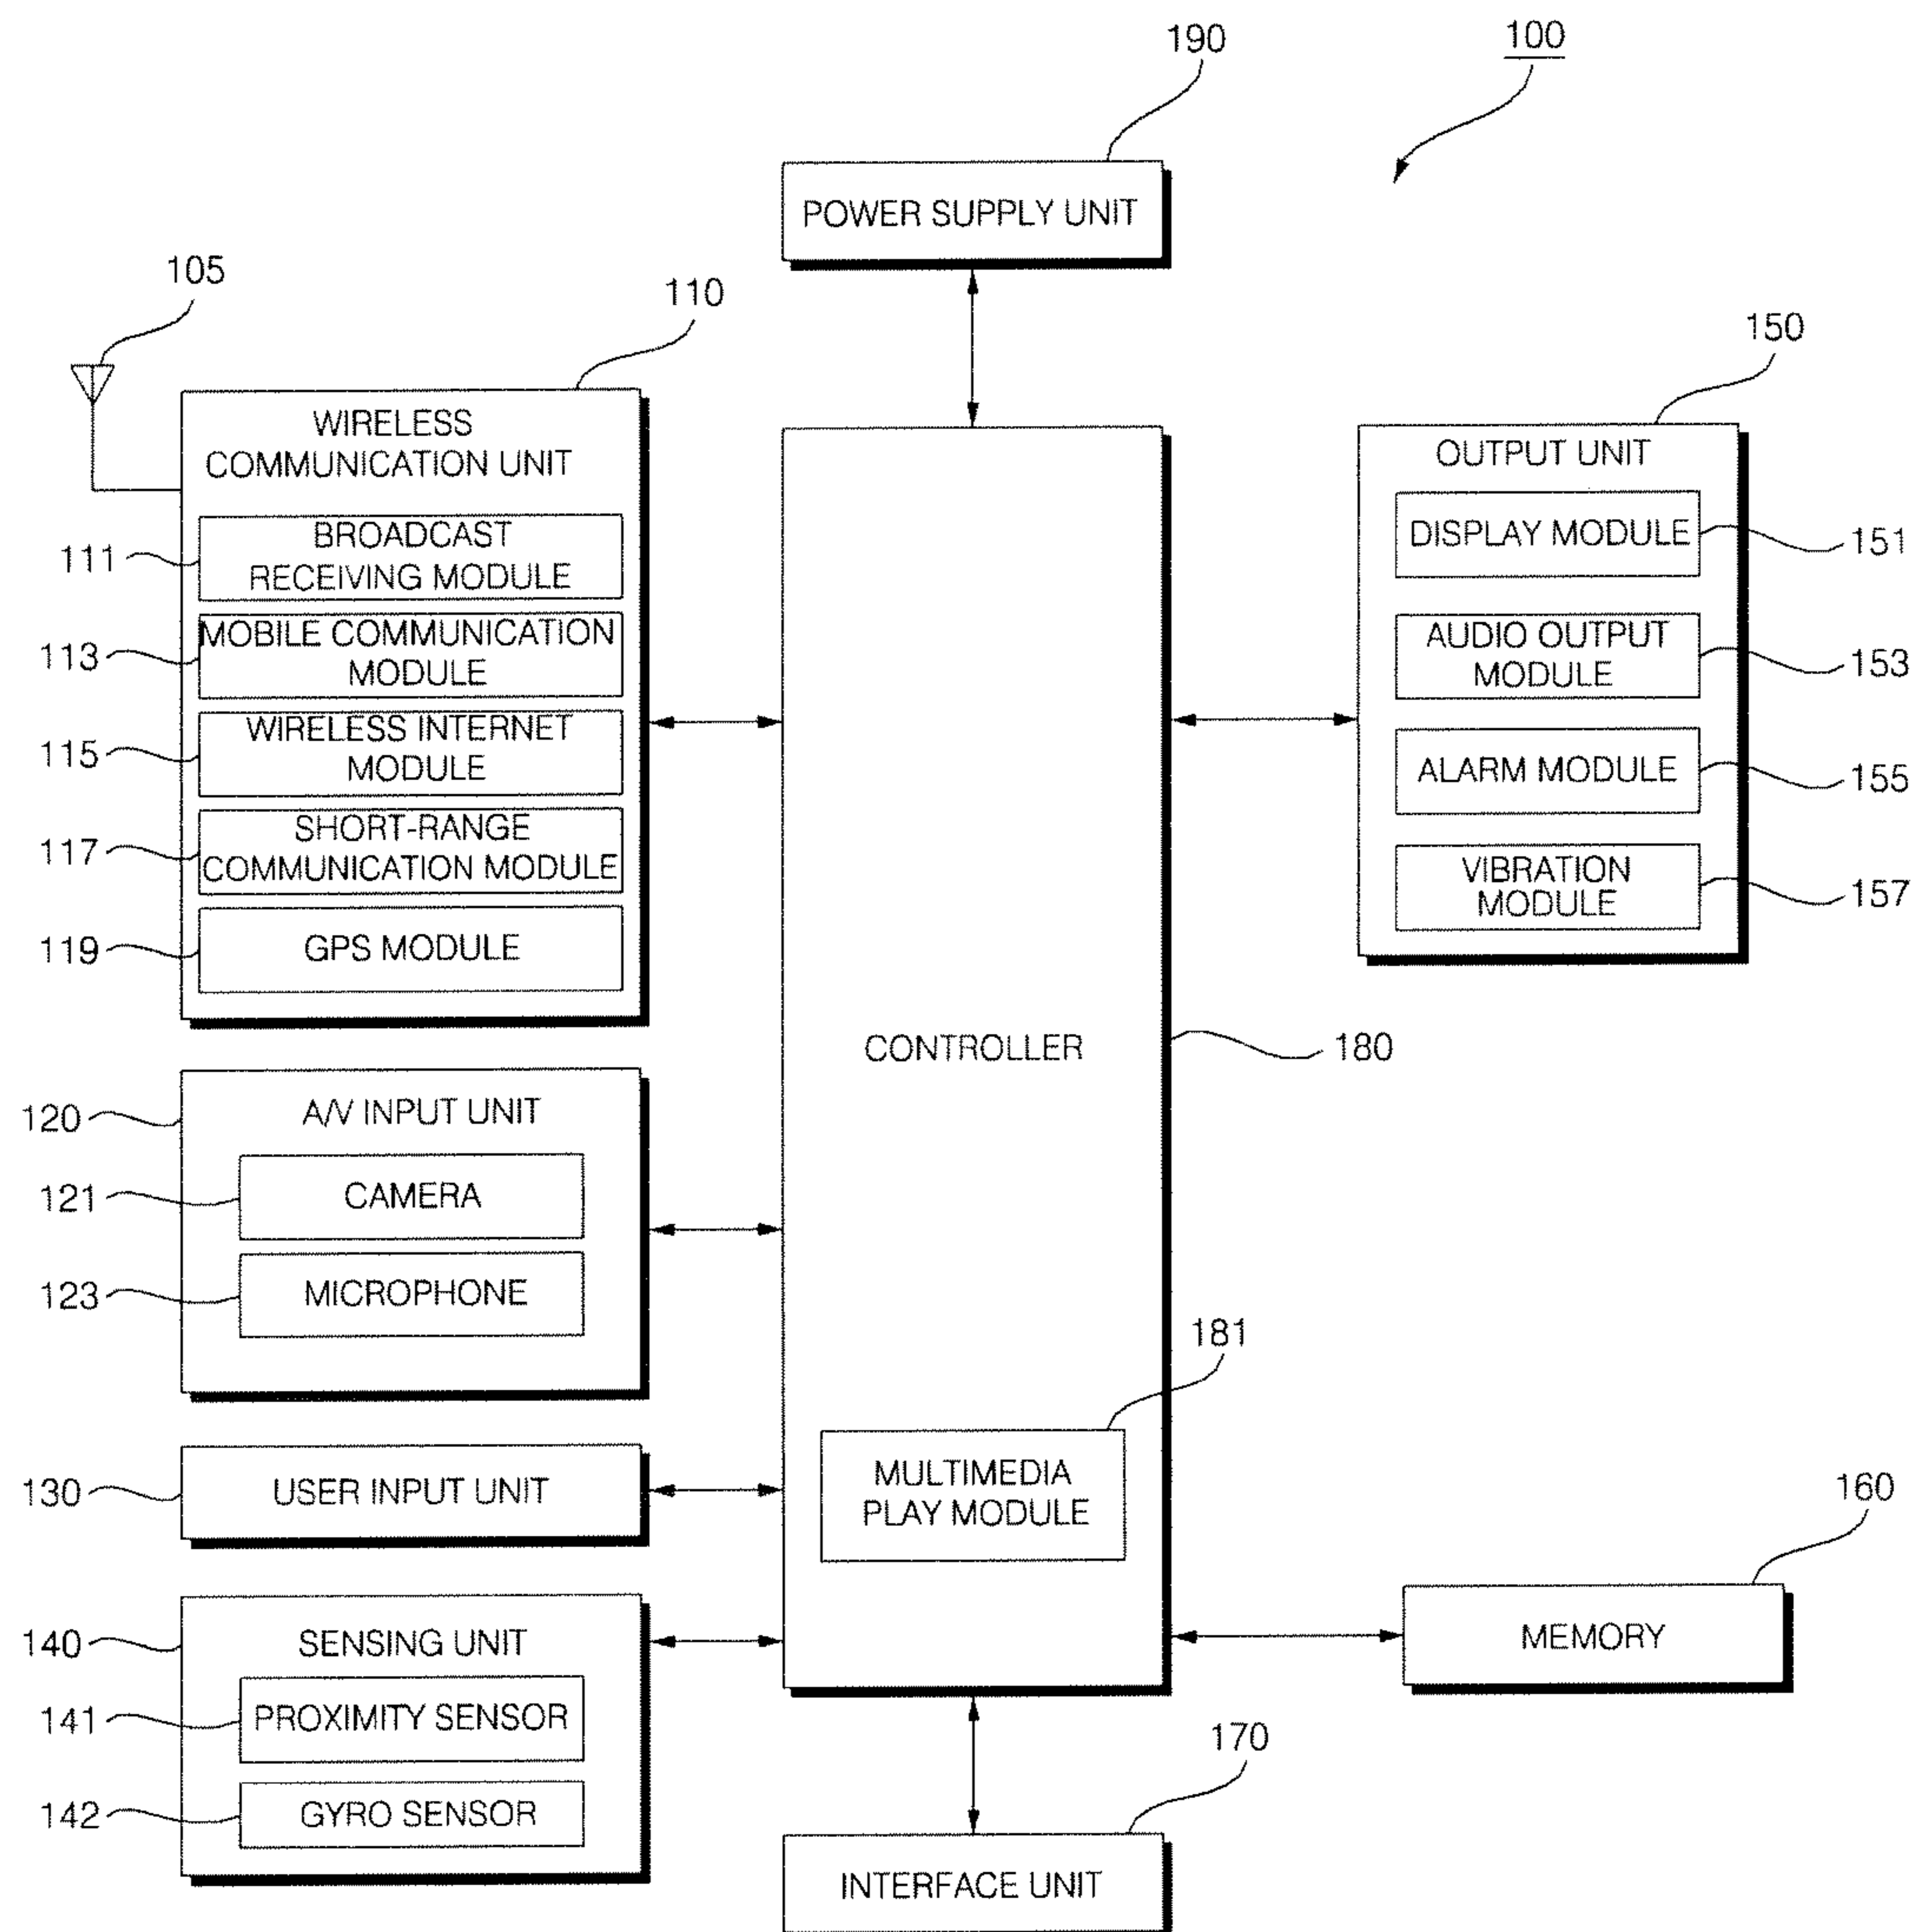 100
190
POWER SUPPLY UNIT
105
110
WIRELESS
COMMUNICATION UNIT
111
BROADCAST
RECEIVING MODULE
113
MOBILE COMMUNICATION
MODULE
115
WIRELESS INTERNET
MODULE
117
SHORT-RANGE
COMMUNICATION MODULE
119
GPS MODULE
120
A/V INPUT UNIT
121
CAMERA
123
MICROPHONE
130
USER INPUT UNIT
140
SENSING UNIT
141
PROXIMITY SENSOR
142
GYRO SENSOR
CONTROLLER
180
181
MULTIMEDIA
PLAY MODULE
150
OUTPUT UNIT
DISPLAY MODULE
151
AUDIO OUTPUT
MODULE
153
ALARM MODULE
155
VIBRATION
MODULE
157
160
MEMORY
170
INTERFACE UNIT